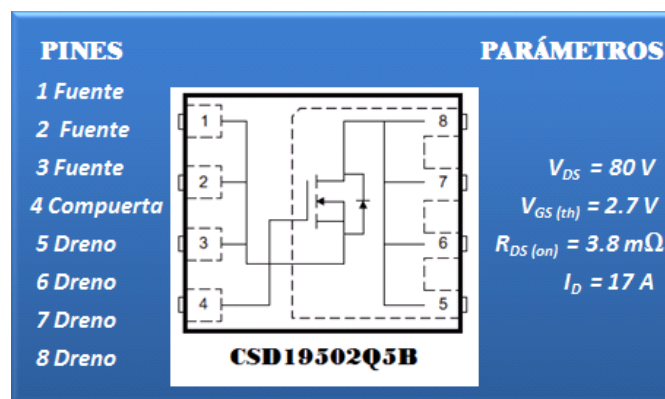 PINES
1 Fuente
2 Fuente
3 Fuente
4 Compuerta
5 Dreno
6 Dreno
7 Dreno
8 Dreno
1
2
3
4
8
7
6
5
CSD19502Q5B
PARÁMETROS
V_DS = 80 V
V_GS (th) = 2.7 V
R_DS (on) = 3.8 mΩ
I_D = 17 A